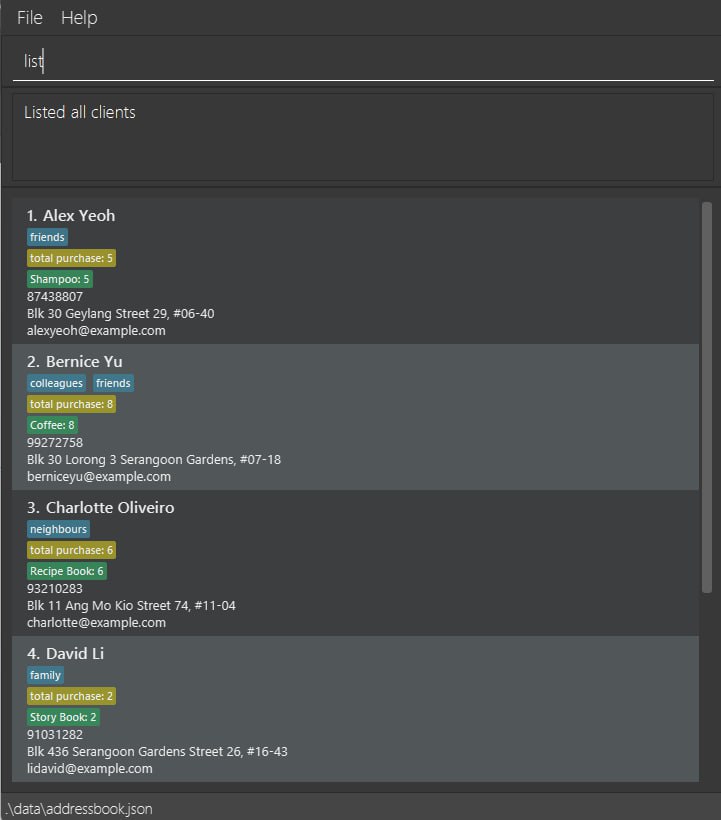 File Help
list
Listed all clients
1. Alex Yeoh
friends
total purchase: 5
Shampoo: 5
87438807
Blk 30 Geylang Street 29, #06-40
alexyeoh@example.com
2. Bernice Yu
colleagues friends
total purchase: 8
Coffee: 8
99272758
Blk 30 Lorong 3 Serangoon Gardens, #07-18
berniceyu@example.com
3. Charlotte Oliveiro
neighbours
total purchase: 6
Recipe Book: 6
93210283
Blk 11 Ang Mo Kio Street 74, #11-04
charlotte@example.com
4. David Li
family
total purchase: 2
Story Book: 2
91031282
Blk 436 Serangoon Gardens Street 26, #16-43
lidavid@example.com
.\data\addressbook.json